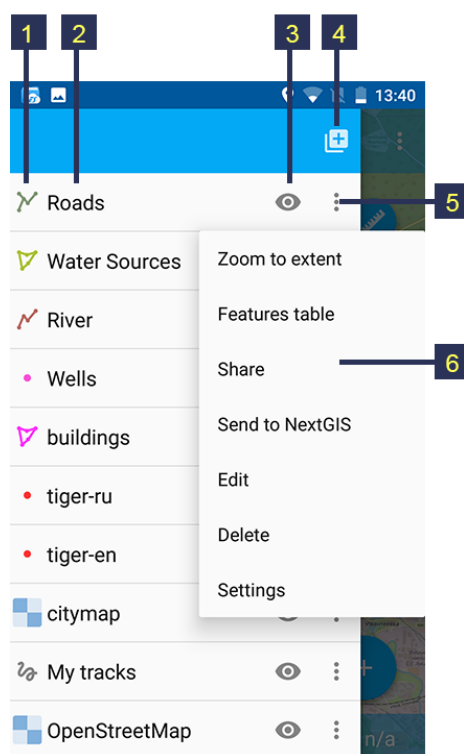 1 2 3 4
13:40
Roads
5
Water Sources
Zoom to extent
River
Features table
Wells
Share
6
buildings
Send to NextGIS
tiger-ru
Edit
tiger-en
Delete
citymap
Settings
My tracks
OpenStreetMap
n/a